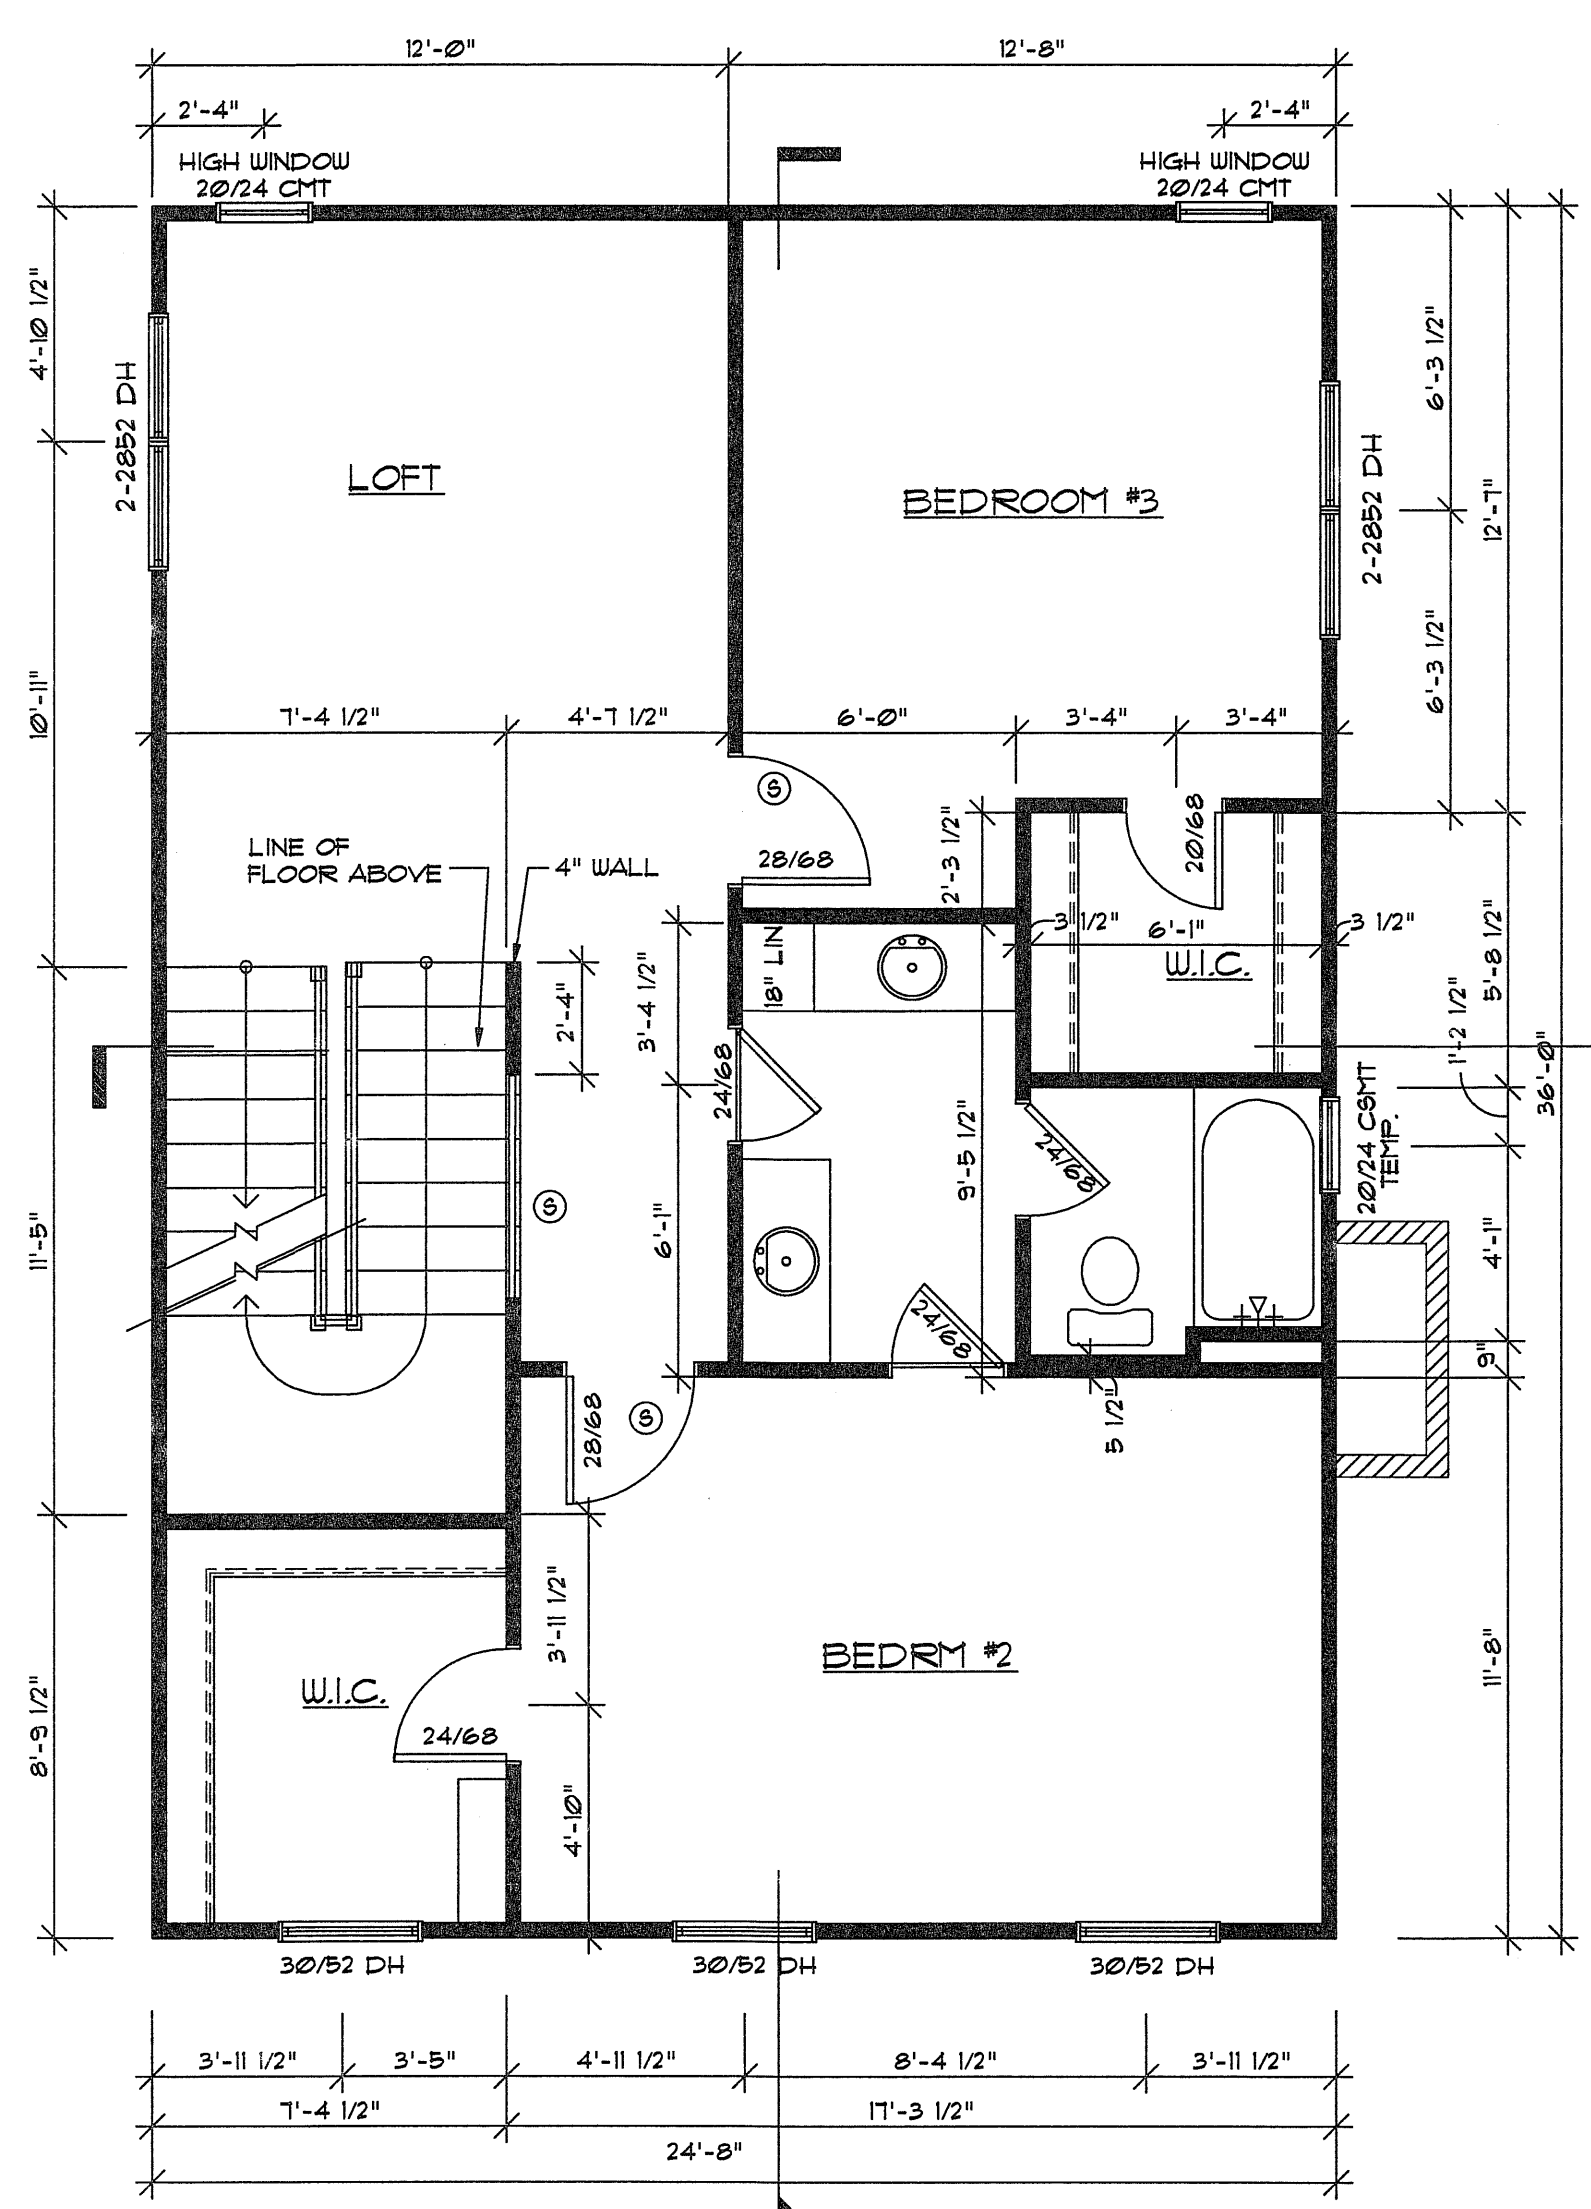 12'-0"
12'-8"
2'-4"
2'-4"
HIGH WINDOW
20/24 CMT
HIGH WINDOW
20/24 CMT
4'-10 1/2"
2-2852 DH
6'-3 1/2"
2-2852 DH
12'-7"
LOFT
BEDROOM #3
10'-11"
6'-3 1/2"
7'-4 1/2"
4'-7 1/2"
6'-0"
3'-4"
3'-4"
S
20/68
LINE OF
FLOOR ABOVE
4" WALL
28/68
2'-3 1/2"
3 1/2"
6'-1"
3 1/2"
W.I.C.
18" LIN
2'-4"
3'-4 1/2"
5'-8 1/2"
1'-2 1/2"
36'-0"
24/68
20/24 CSMT
TEMP.
24/68
9'-5 1/2"
S
6'-1"
11'-5"
4'-1"
24/68
9"
5 1/2"
28/68
S
3'-11 1/2"
BEDRM #2
11'-8"
W.I.C.
8'-9 1/2"
24/68
4'-10"
30/52 DH
30/52 DH
30/52 DH
3'-11 1/2"
3'-5"
4'-11 1/2"
8'-4 1/2"
3'-11 1/2"
7'-4 1/2"
17'-3 1/2"
24'-8"